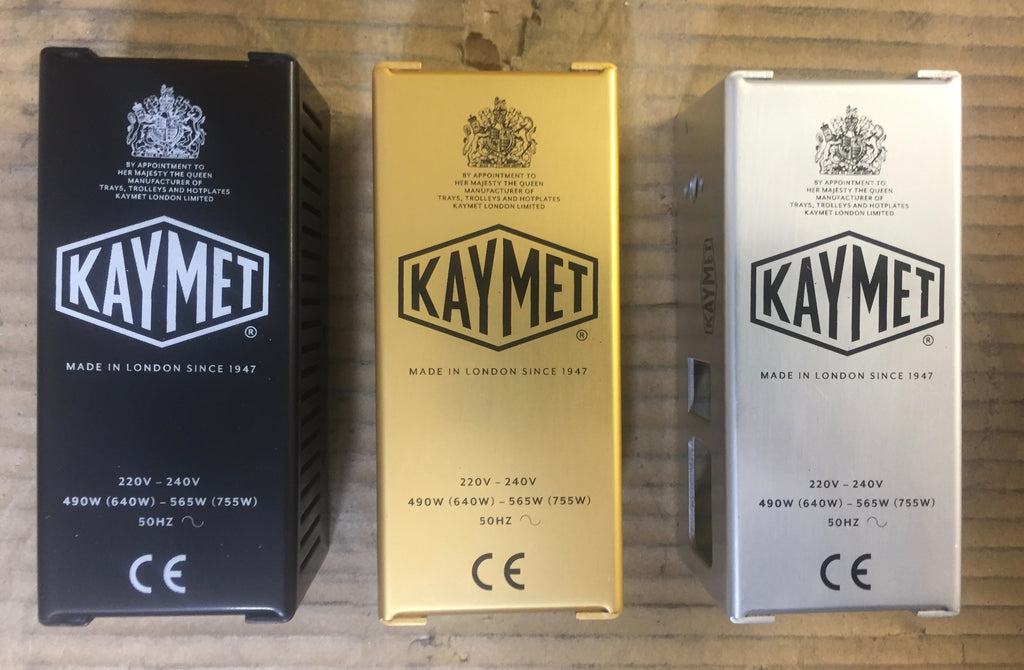 BY APPOINTMENT TO
HER MAJESTY THE QUEEN
MANUFACTURER OF
TRAYS, TROLLEYS AND HOTPLATES
KAYMET LONDON LIMITED
KAYMET
®
MADE IN LONDON SINCE 1947
220V – 240V
490W (640W) – 565W (755W)
50HZ
CE
BY APPOINTMENT TO
HER MAJESTY THE QUEEN
MANUFACTURER OF
TRAYS, TROLLEYS AND HOTPLATES
KAYMET LONDON LIMITED
KAYMET
®
MADE IN LONDON SINCE 1947
220V – 240V
490W (640W) – 565W (755W)
50HZ
CE
KAYMET
BY APPOINTMENT TO
HER MAJESTY THE QUEEN
MANUFACTURER OF
TRAYS, TROLLEYS AND HOTPLATES
KAYMET LONDON LIMITED
KAYMET
®
MADE IN LONDON SINCE 1947
220V – 240V
490W (640W) – 565W (755W)
50HZ
CE